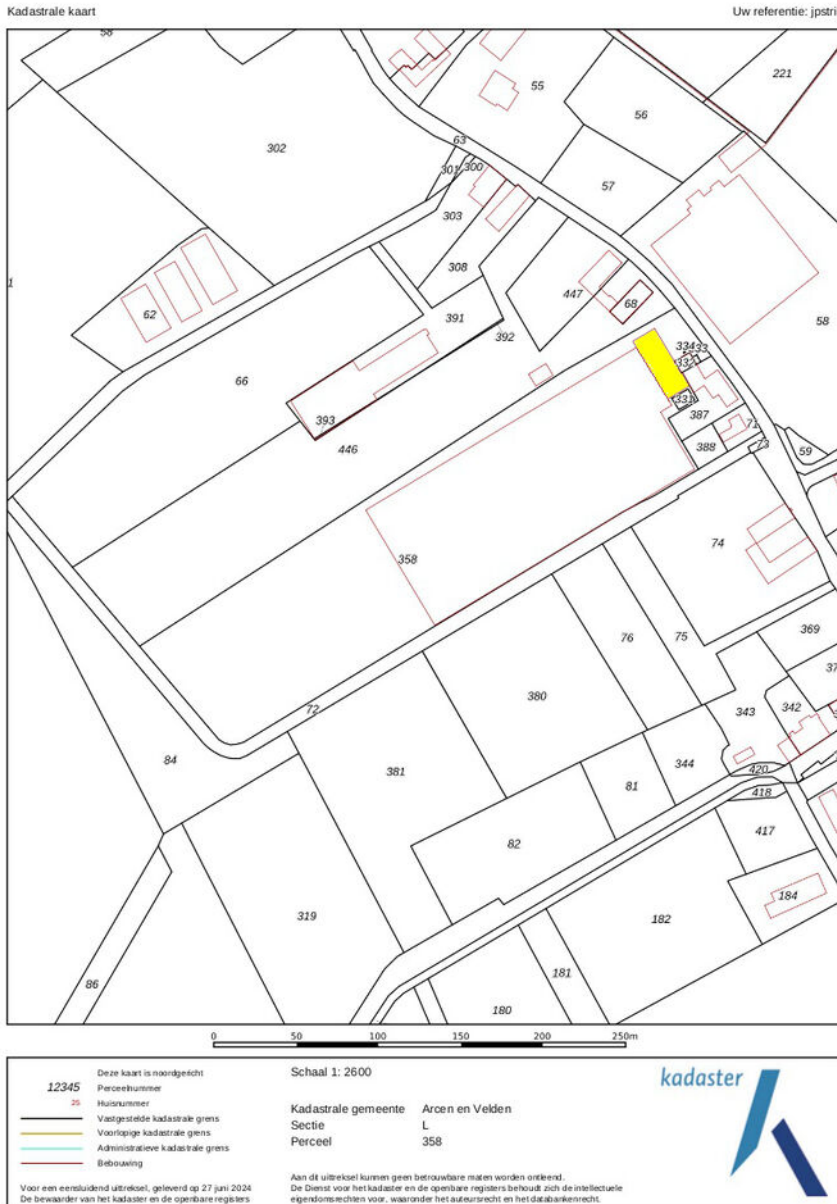 Kadastrale kaart
Uw referentie: jpstri
58
63
55
56
221
302
301
300
57
303
308
447
68
58
1
62
391
392
334
33
332
66
331
387
393
446
71
388
73
59
358
74
76
75
369
37
380
72
343
342
84
381
344
420
81
418
82
417
184
319
182
86
181
180
0 50 100 150 200 250m
Deze kaart is noordgericht
12345 Perceelnummer
25 Huisnummer
Vastgestelde kadastrale grens
Voorlopige kadastrale grens
Administratieve kadastrale grens
Bebouwing
Voor een eensluidend uittreksel, geleverd op 27 juni 2024
De bewaarder van het kadaster en de openbare registers
Schaal 1: 2600
Kadastrale gemeente Arcen en Velden
Sectie L
Perceel 358
Aan dit uittreksel kunnen geen betrouwbare maten worden ontleend.
De Dienst voor het kadaster en de openbare registers behoudt zich de intellectuele
eigendomsrechten voor, waaronder het auteursrecht en het databankenrecht.
kadaster